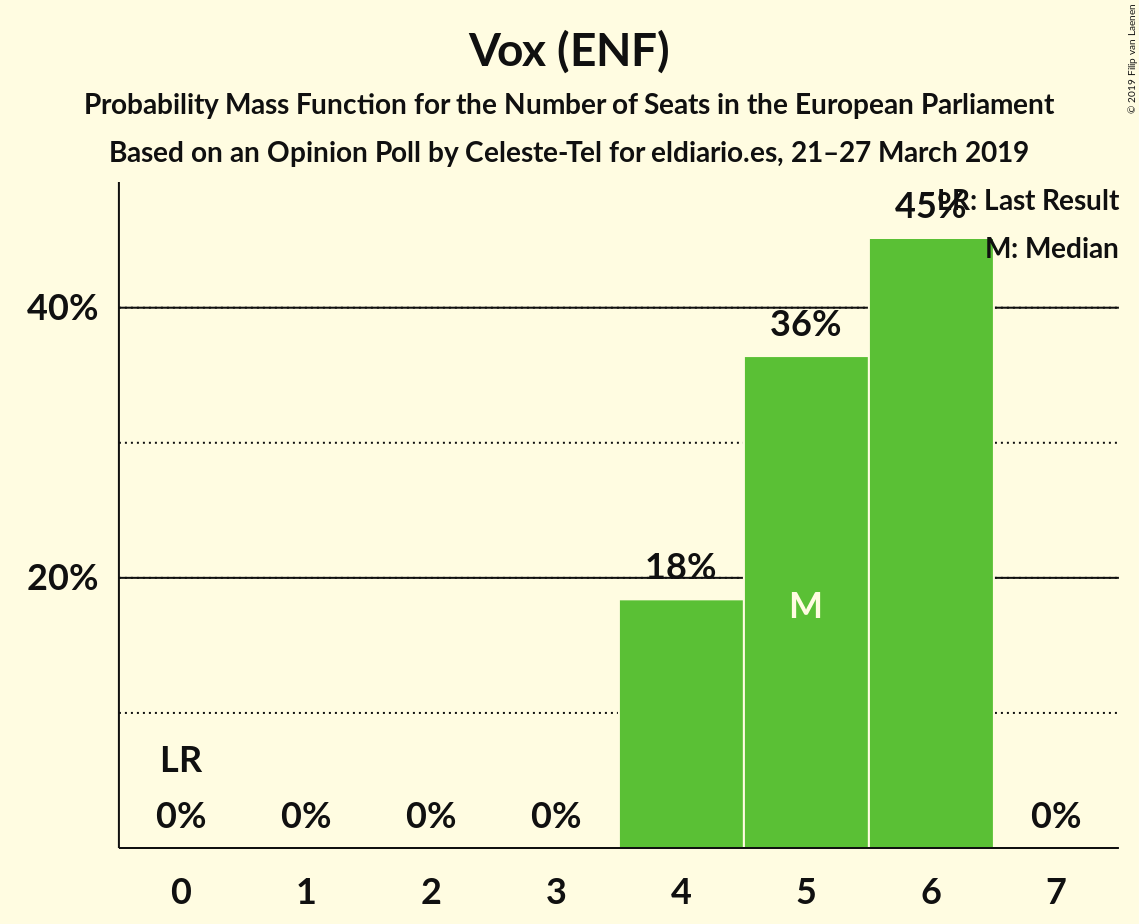 Vox (ENF)
Probability Mass Function for the Number of Seats in the European Parliament
Based on an Opinion Poll by Celeste-Tel for eldiario.es, 21–27 March 2019
© 2019 Filip van Laenen
LR: Last Result
M: Median
45%
40%
36%
20%
18%
M
LR
0% 0% 0% 0% 0%
0 1 2 3 4 5 6 7